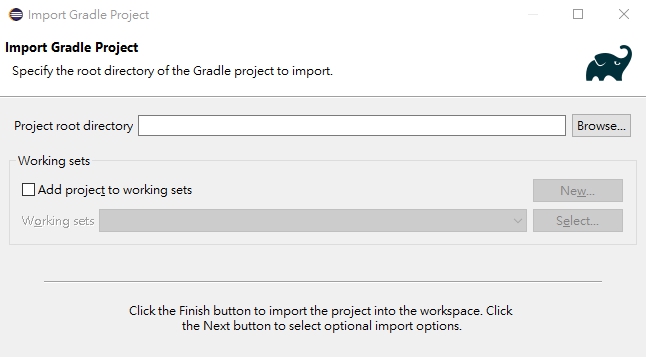 Import Gradle Project
Import Gradle Project
Specify the root directory of the Gradle project to import.
Project root directory
Browse...
Working sets
Add project to working sets
New...
Working sets
Select...
Click the Finish button to import the project into the workspace. Click
the Next button to select optional import options.